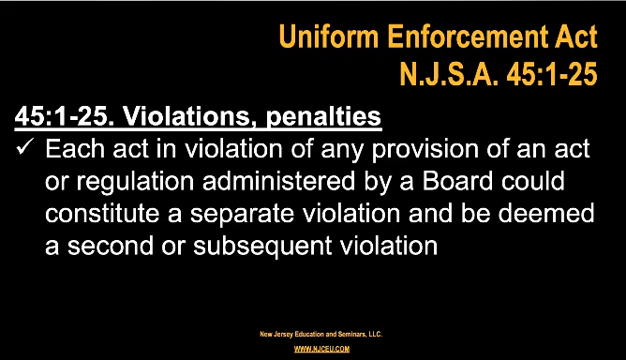 Uniform Enforcement Act
N.J.S.A. 45:1-25
45:1-25. Violations, penalties
✓ Each act in violation of any provision of an act
or regulation administered by a Board could
constitute a separate violation and be deemed
a second or subsequent violation
New Jersey Education and Seminars, LLC.
WWW.NJCEU.COM